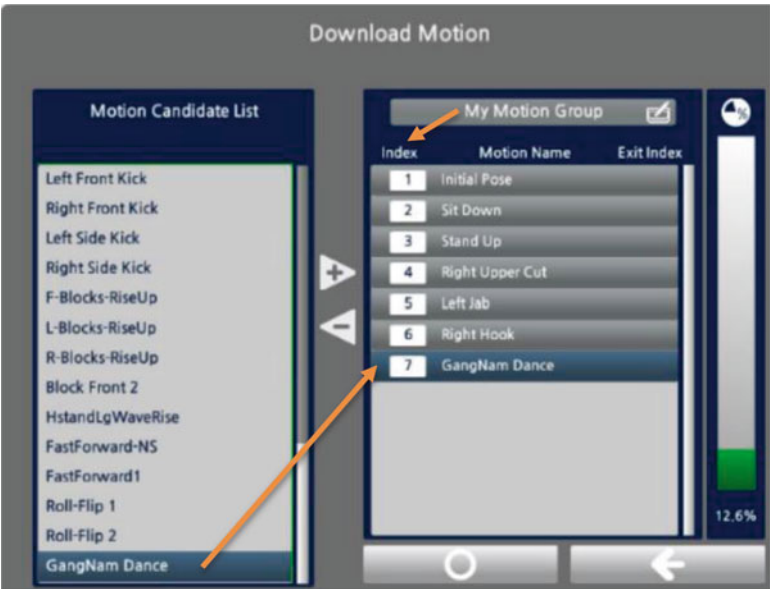 Download Motion
Motion Candidate List
Left Front Kick
Right Front Kick
Left Side Kick
Right Side Kick
F-Blocks-RiseUp
L-Blocks-RiseUp
R-Blocks-RiseUp
Block Front 2
HstandLgWaveRise
FastForward-NS
FastForward1
Roll-Flip 1
Roll-Flip 2
GangNam Dance
My Motion Group
Index Motion Name Exit Index
1 Initial Pose
2 Sit Down
3 Stand Up
4 Right Upper Cut
5 Left Jab
6 Right Hook
7 GangNam Dance
%
12,6%